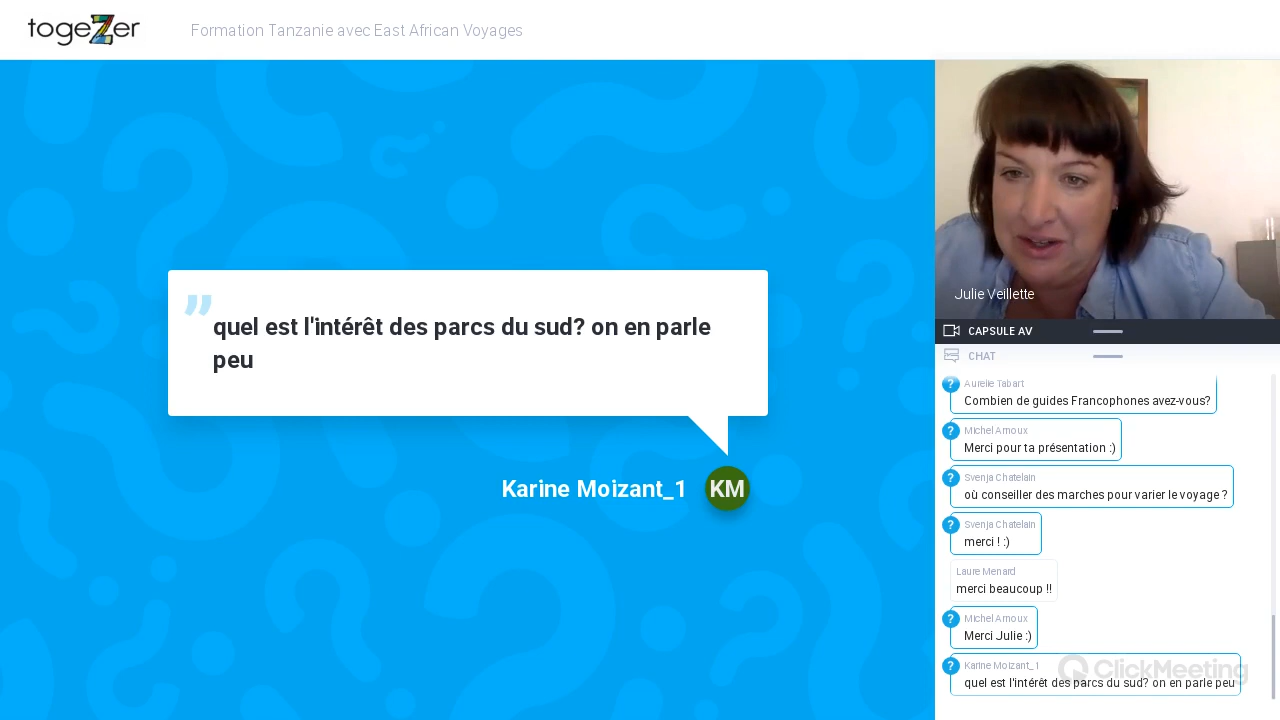 togeZzer
Formation Tanzanie avec East African Voyages
quel est l'intérêt des parcs du sud? on en parle
peu
Karine Moizant_1
KM
Julie Veillette
CAPSULE AV
CHAT
Aurelie Tabart
Combien de guides Francophones avez-vous?
Michel Arnoux
Merci pour ta présentation :)
Svenja Chatelain
où conseiller des marches pour varier le voyage ?
Svenja Chatelain
merci ! :)
Laure Menard
merci beaucoup !!
Michel Arnoux
Merci Julie :)
Karine Moizant_1
quel est l'intérêt des parcs du sud? on en parle peu
ClickMeeting